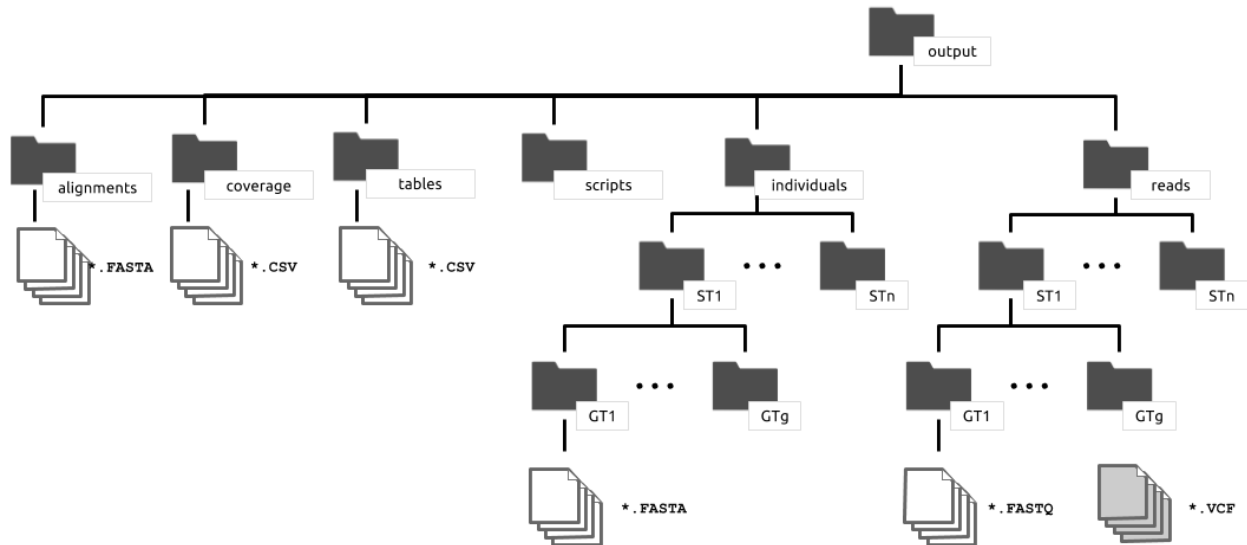 output
alignments
coverage
tables
scripts
individuals
reads
*.FASTA
*.CSV
*.CSV
ST1
•••
STn
ST1
•••
STn
GT1
•••
GTg
GT1
•••
GTg
*.FASTA
*.FASTQ
*.VCF